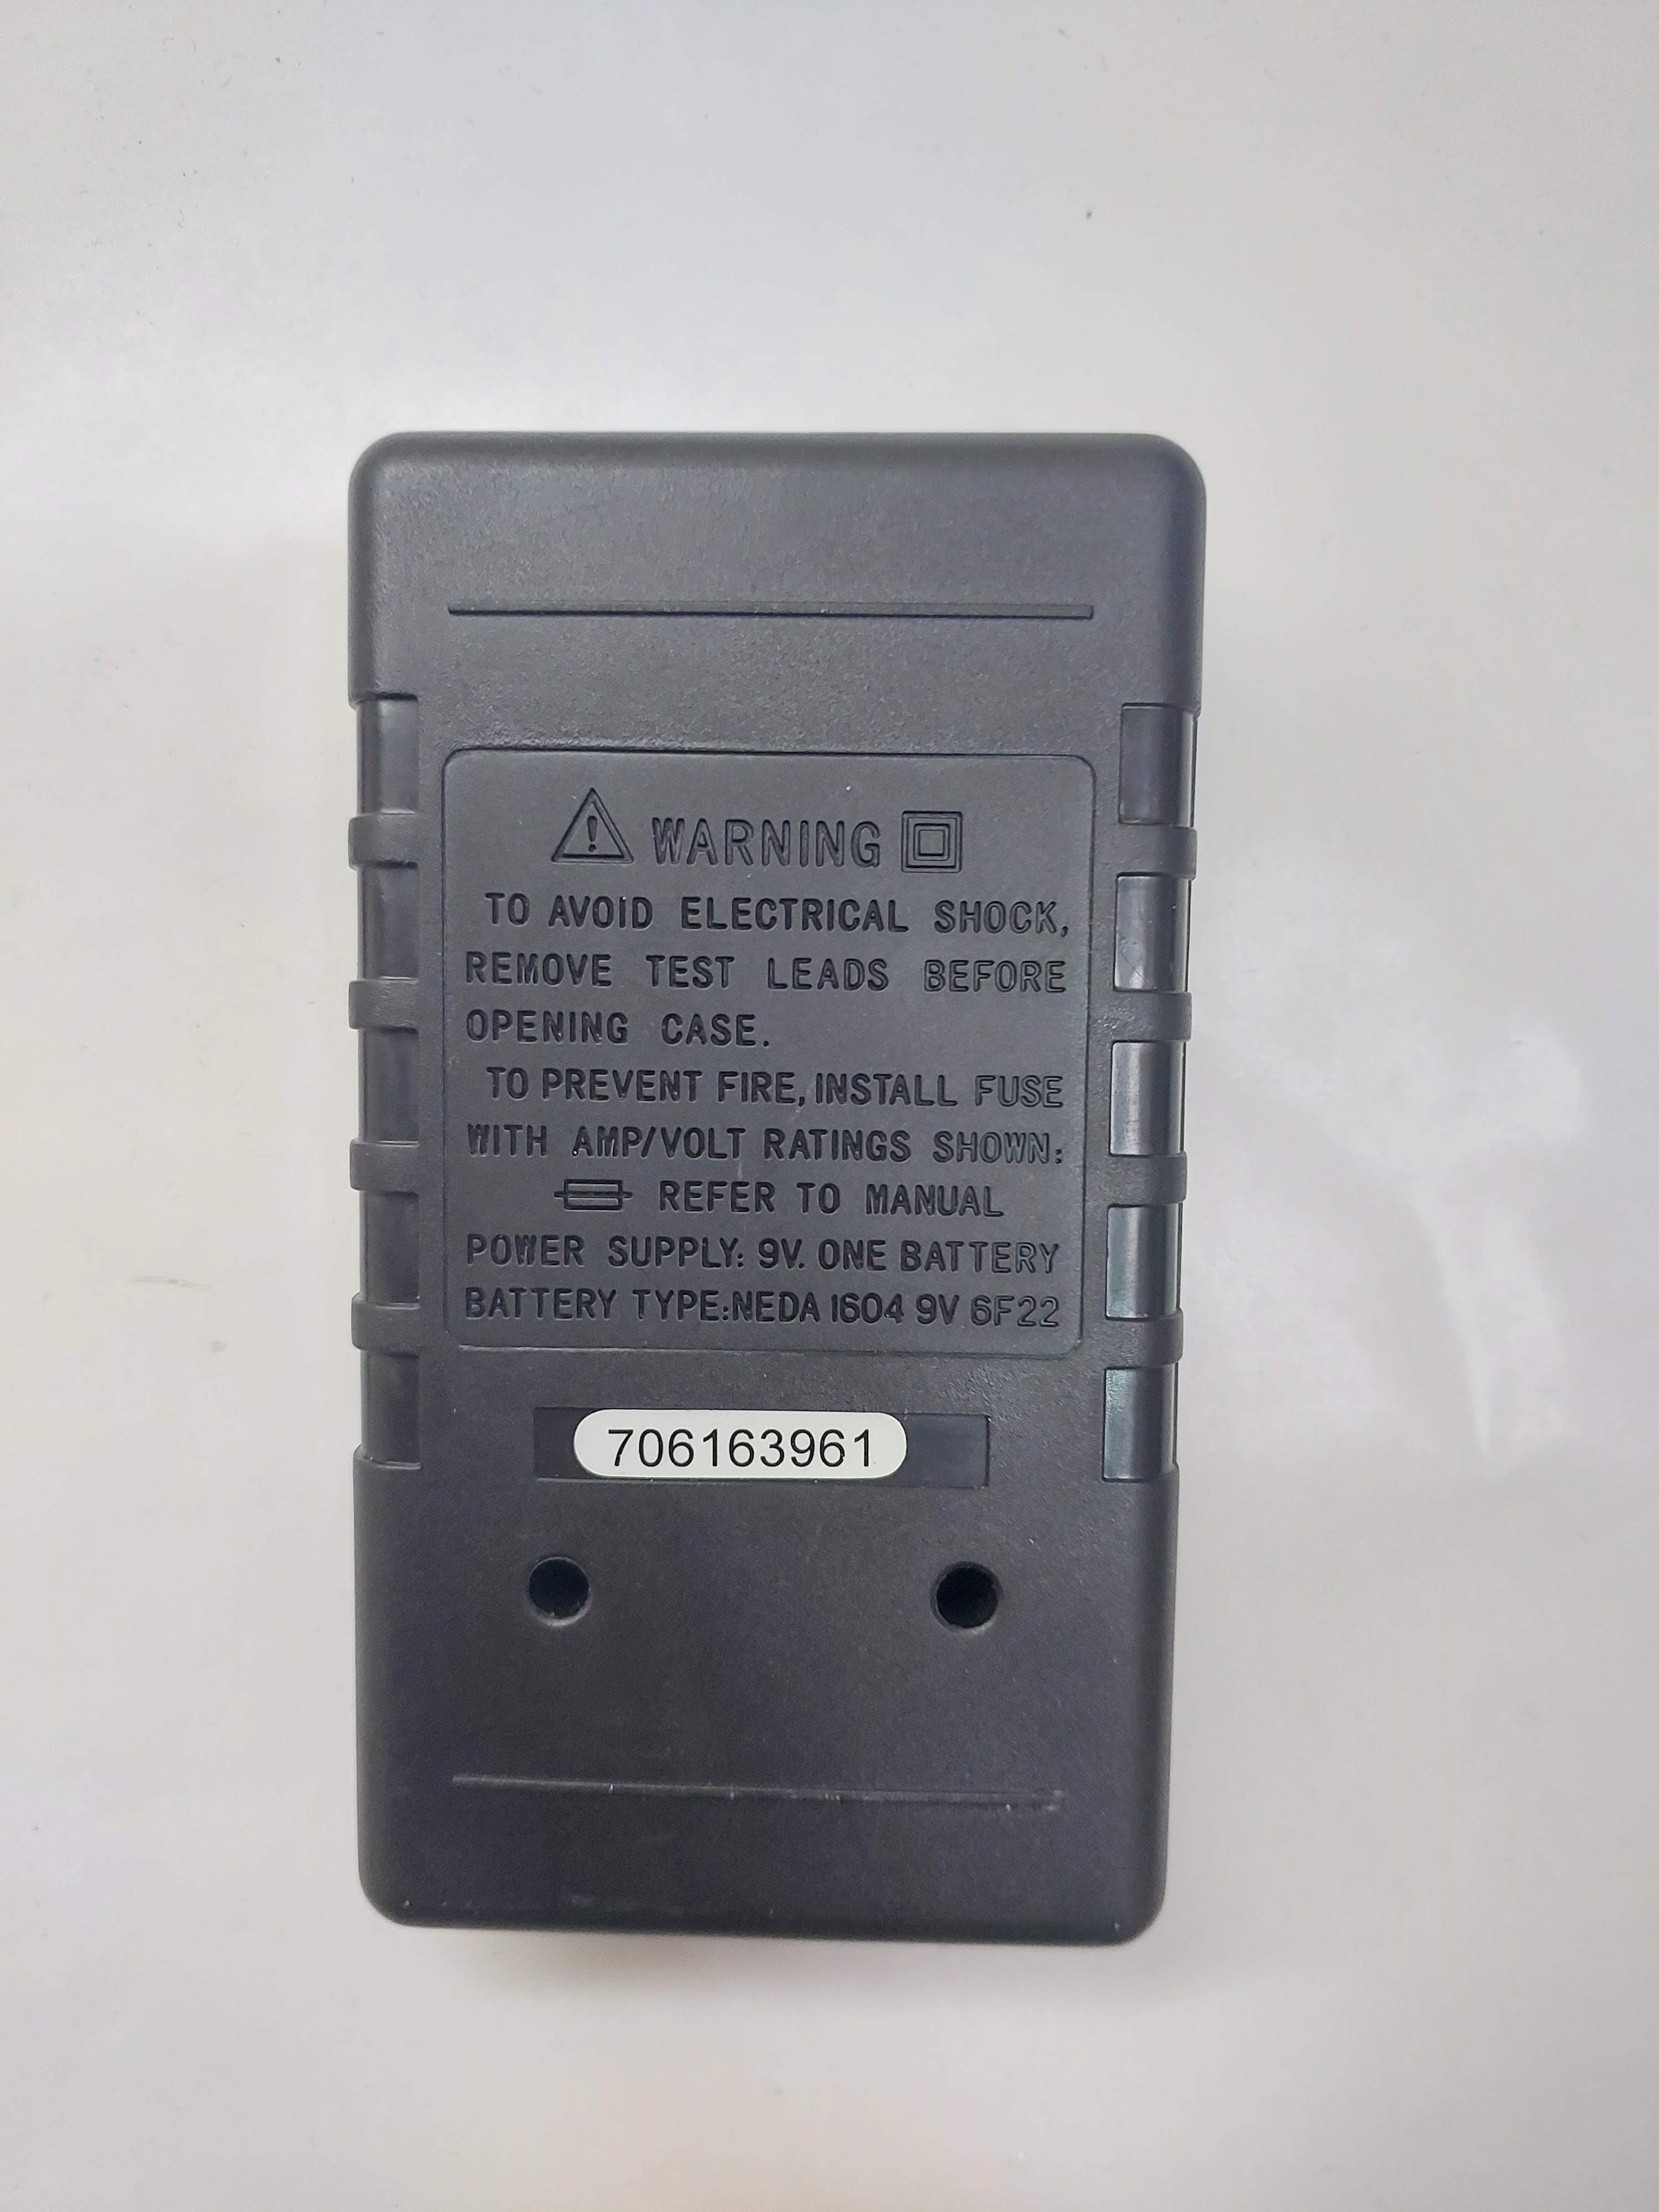 WARNING
TO AVOID ELECTRICAL SHOCK,
REMOVE TEST LEADS BEFORE
OPENING CASE.
TO PREVENT FIRE, INSTALL FUSE
WITH AMP/VOLT RATINGS SHOWN:
REFER TO MANUAL
POWER SUPPLY: 9V. ONE BATTERY
BATTERY TYPE:NEDA 1604 9V 6F22
706163961